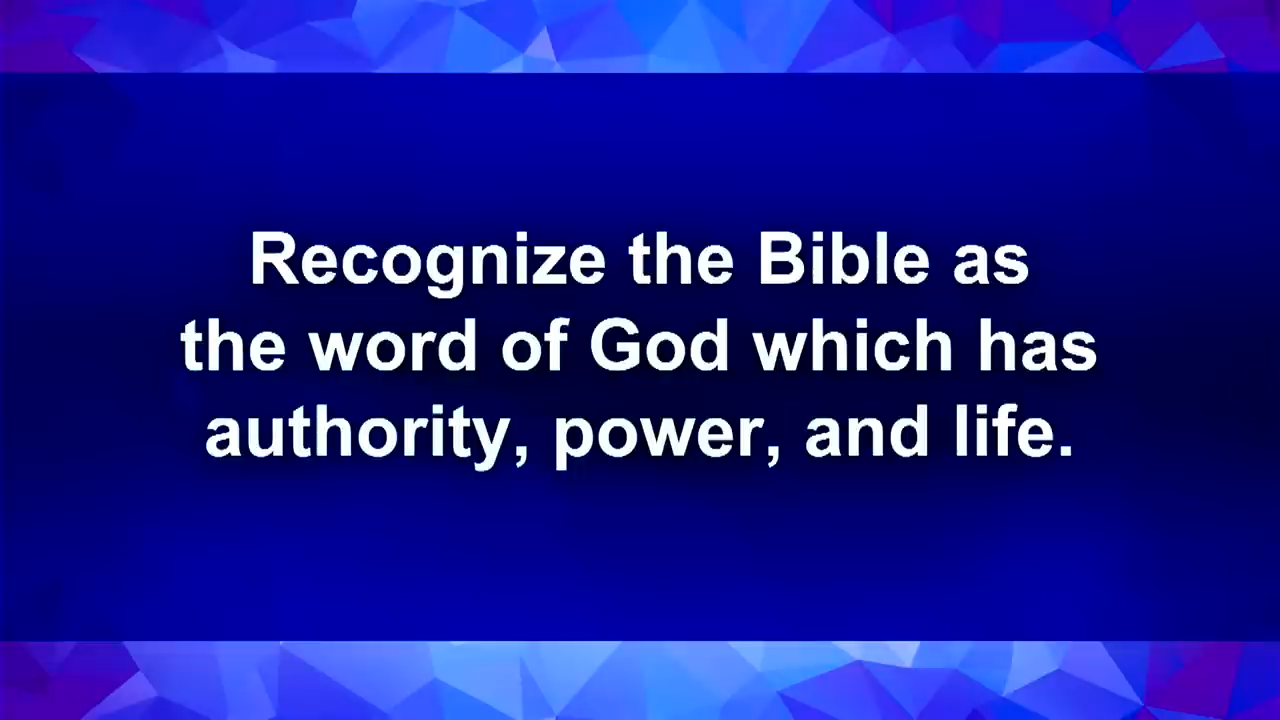 Recognize the Bible as
the word of God which has
authority, power, and life.